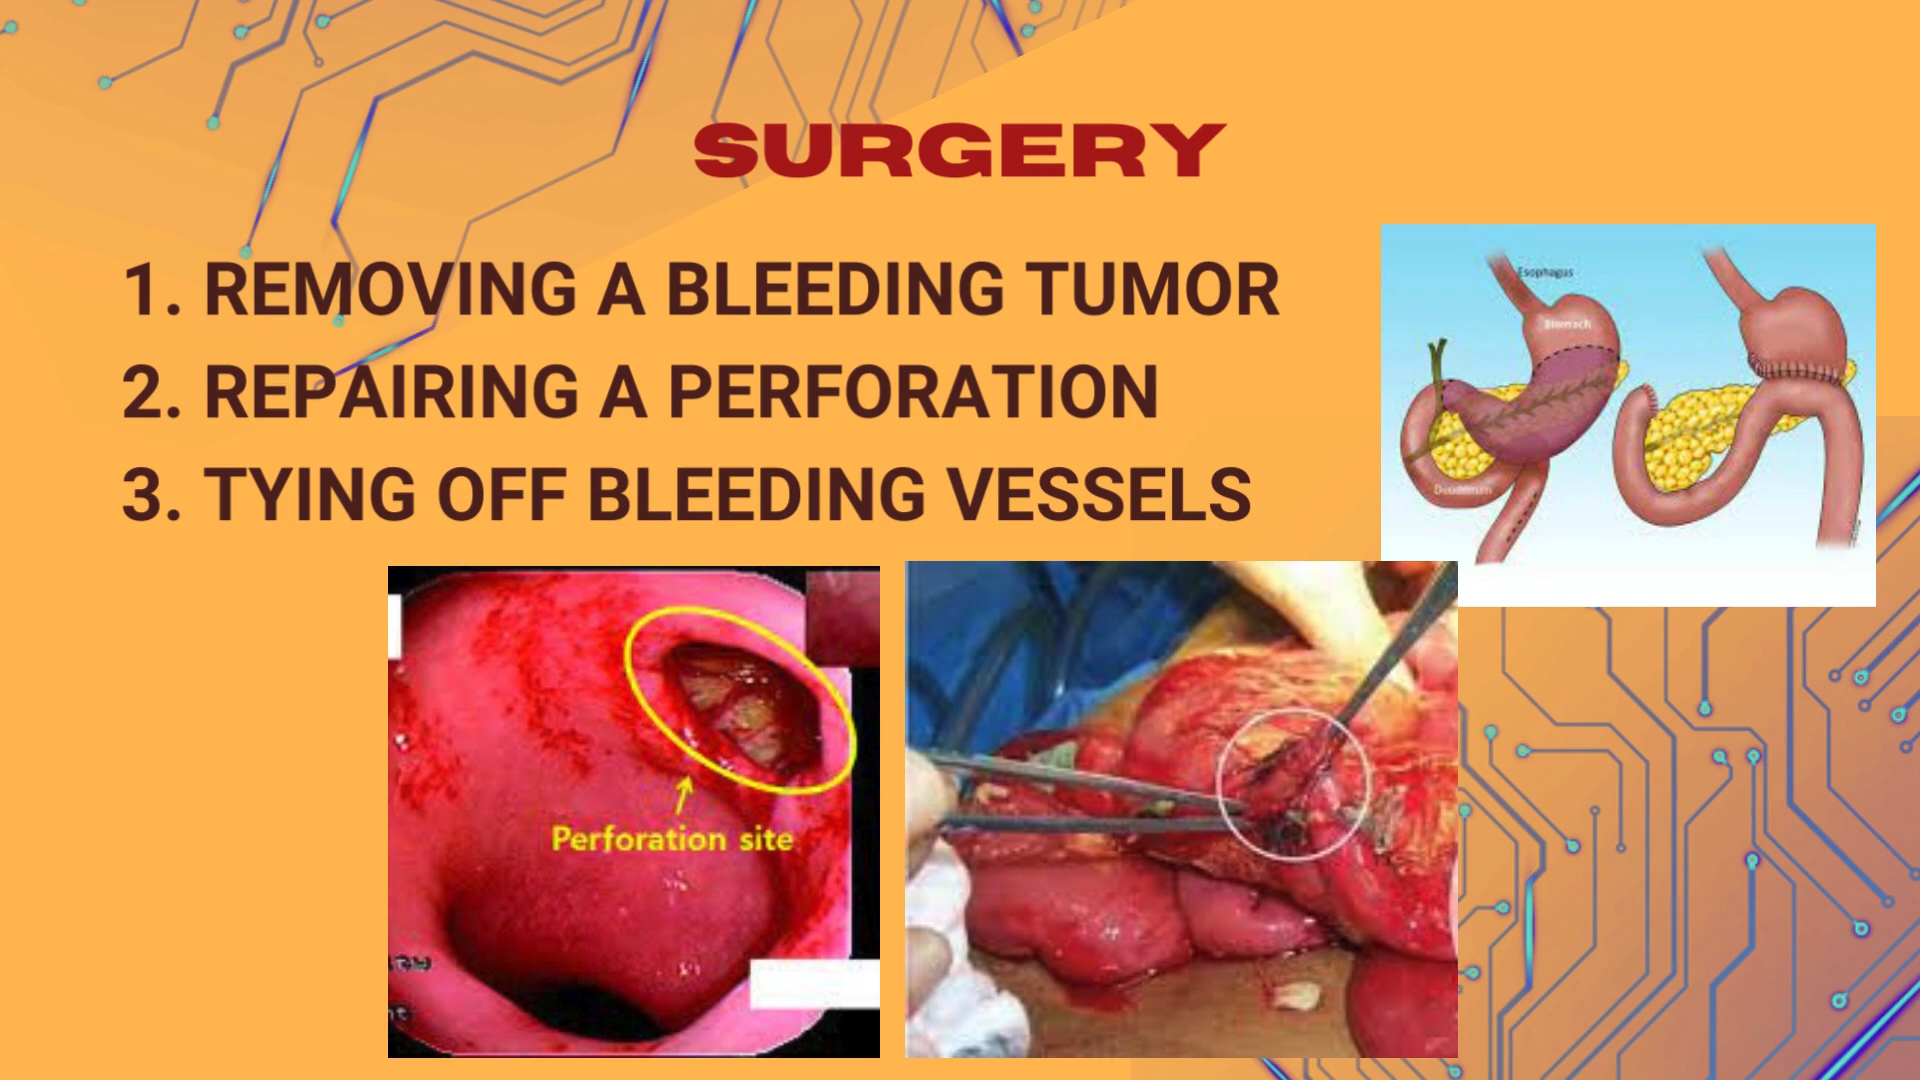 SURGERY
1. REMOVING A BLEEDING TUMOR
2. REPAIRING A PERFORATION
3. TYING OFF BLEEDING VESSELS
Esophagus
Stomach
Duodenum
Perforation site